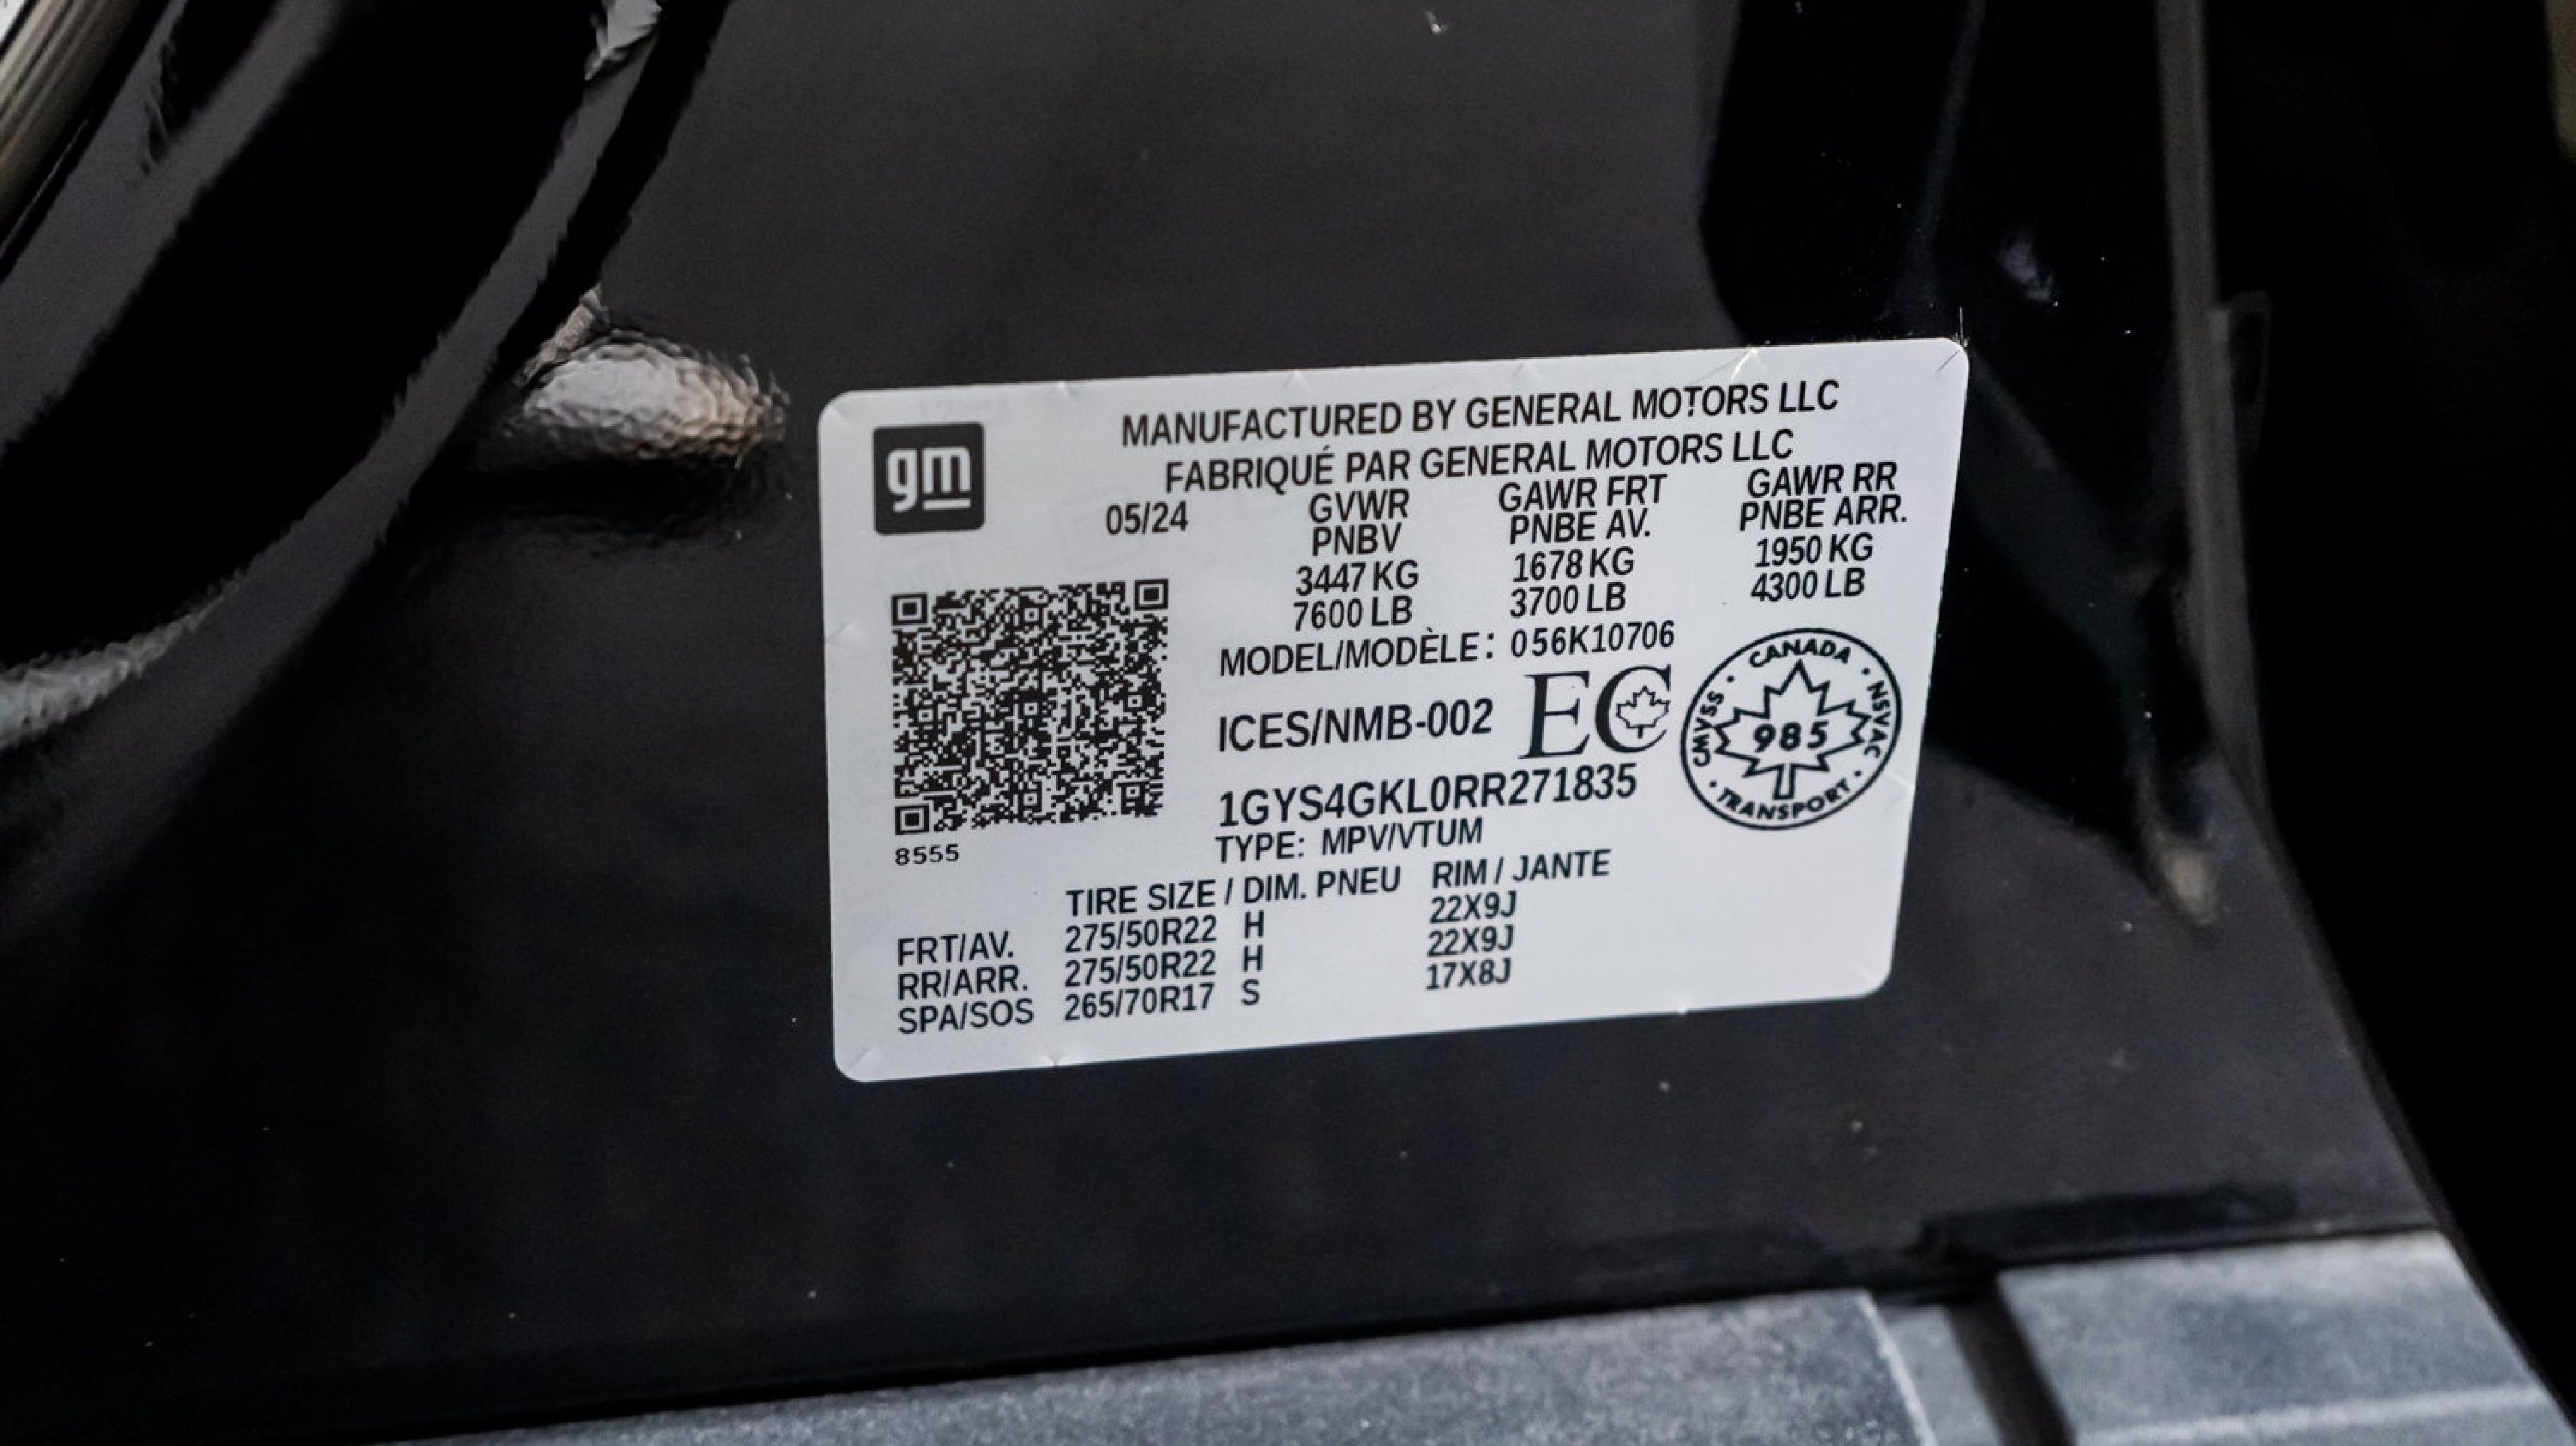 gm
MANUFACTURED BY GENERAL MOTORS LLC
FABRIQUÉ PAR GENERAL MOTORS LLC
05/24 GVWR GAWR FRT GAWR RR
PNBV PNBE AV. PNBE ARR.
3447 KG 1678 KG 1950 KG
7600 LB 3700 LB 4300 LB
MODEL/MODÈLE: 056K10706
ICES/NMB-002 EC
CANADA
CMVSS · 985 · NSVAC
TRANSPORT
1GYS4GKL0RR271835
8555
TYPE: MPV/VTUM
TIRE SIZE / DIM. PNEU RIM / JANTE
FRT/AV. 275/50R22 H 22X9J
RR/ARR. 275/50R22 H 22X9J
SPA/SOS 265/70R17 S 17X8J